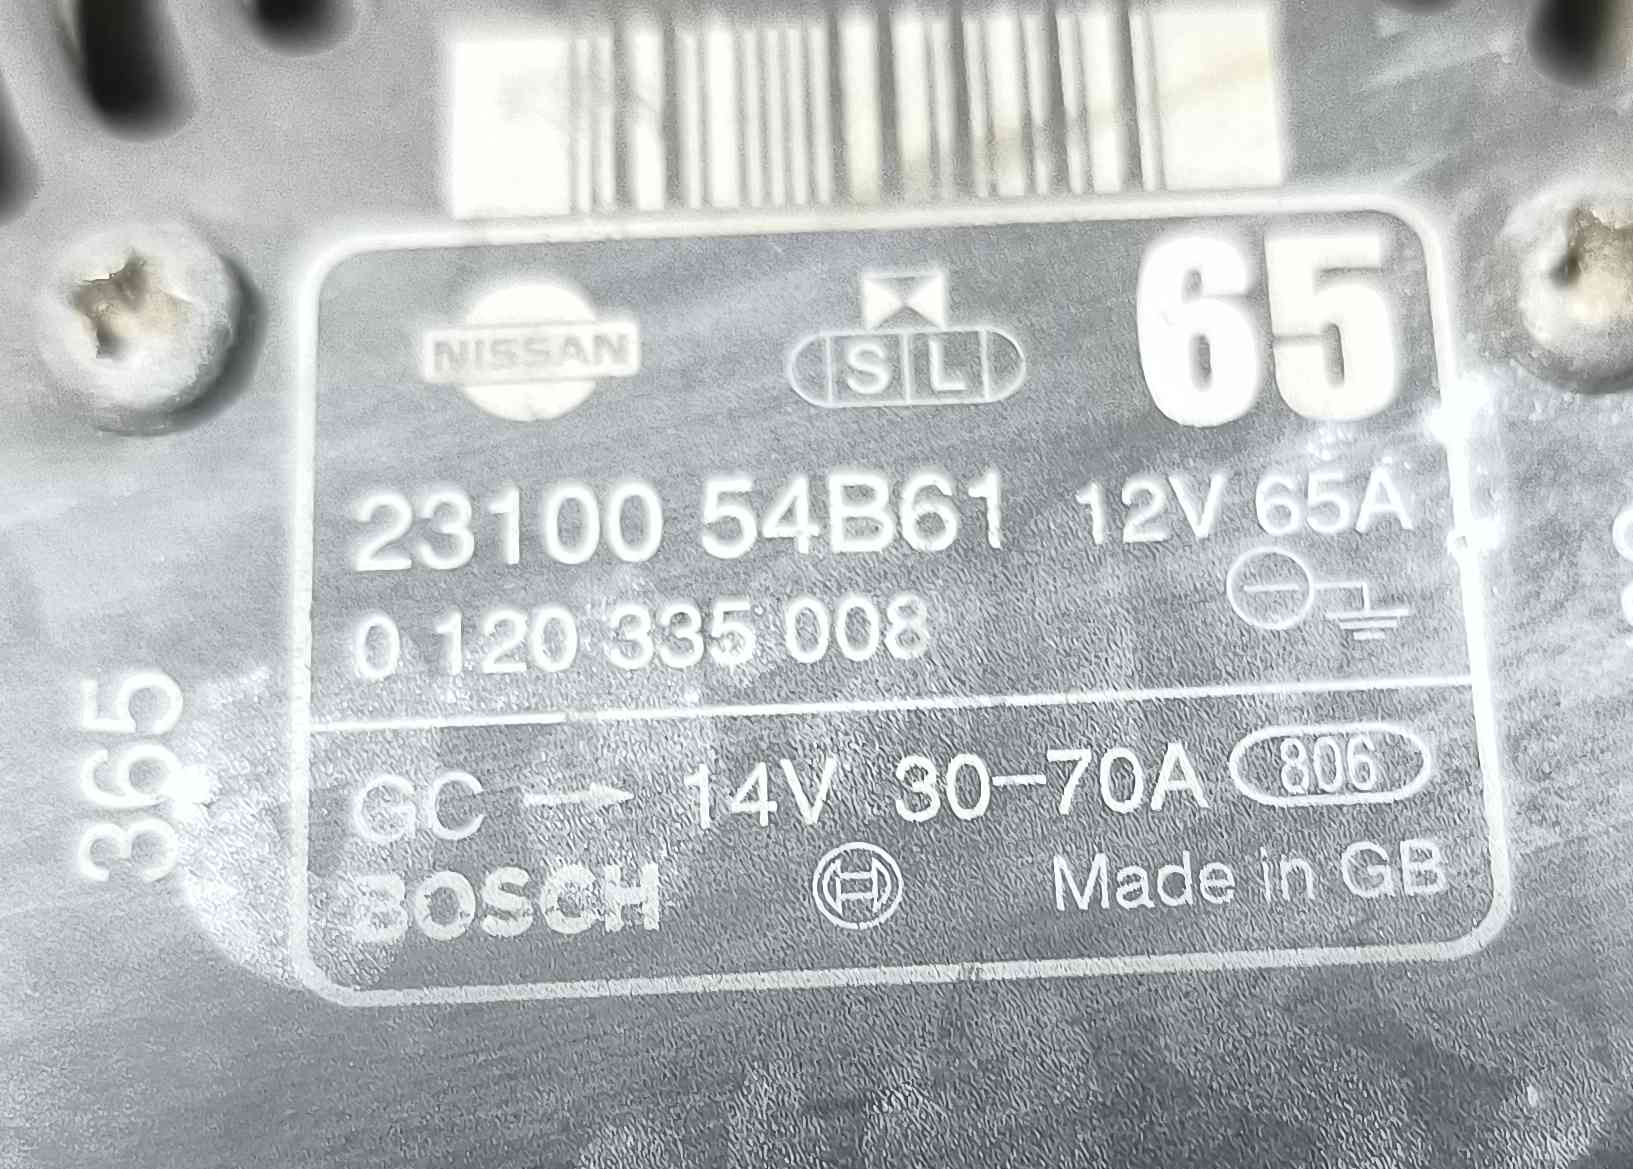 NISSAN
S L
65
23100 54B61 12V 65A
0 120 335 008
GC → 14V 30-70A 806
BOSCH
Made in GB
365